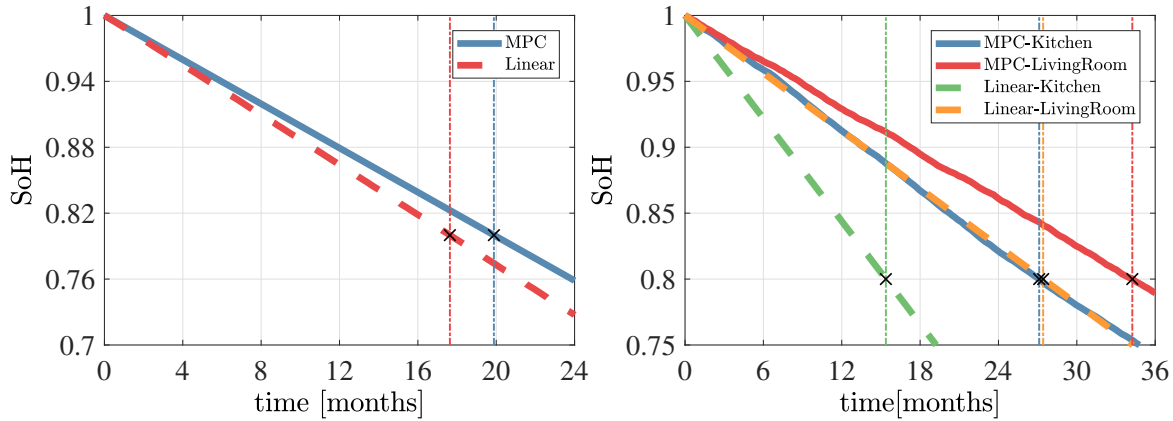 1
0.94
0.88
0.82
0.76
0.7
SoH
0 4 8 12 16 20 24
time [months]
MPC
Linear
1
0.95
0.9
0.85
0.8
0.75
SoH
0 6 12 18 24 30 36
time[months]
MPC-Kitchen
MPC-LivingRoom
Linear-Kitchen
Linear-LivingRoom